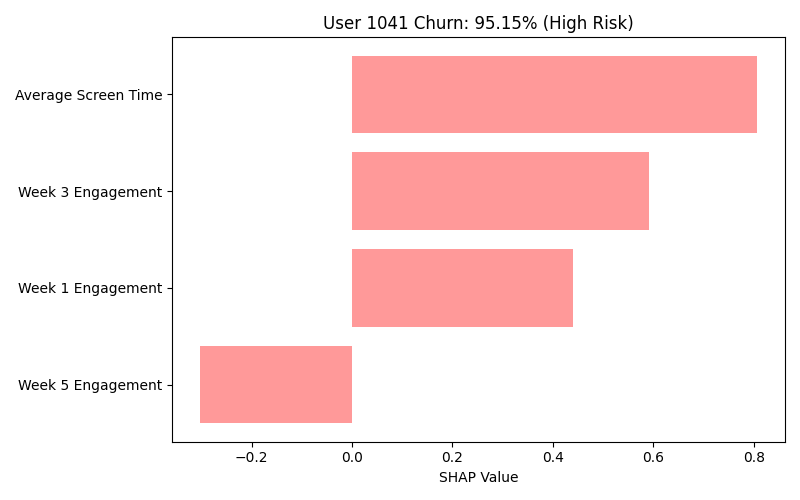 User 1041 Churn: 95.15% (High Risk)
Average Screen Time
Week 3 Engagement
Week 1 Engagement
Week 5 Engagement
−0.2 0.0 0.2 0.4 0.6 0.8
SHAP Value